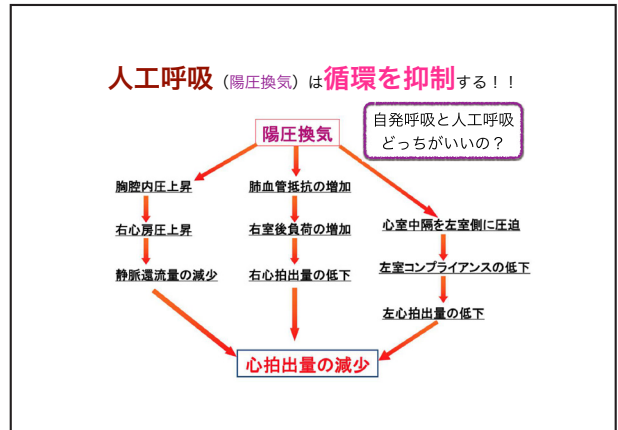 人工呼吸（陽圧換気）は循環を抑制する！！
自発呼吸と人工呼吸
どっちがいいの？
陽圧換気
胸腔内圧上昇
右心房圧上昇
静脈還流量の減少
肺血管抵抗の増加
右室後負荷の増加
右心拍出量の低下
心室中隔を左室側に圧迫
左室コンプライアンスの低下
左心拍出量の低下
心拍出量の減少